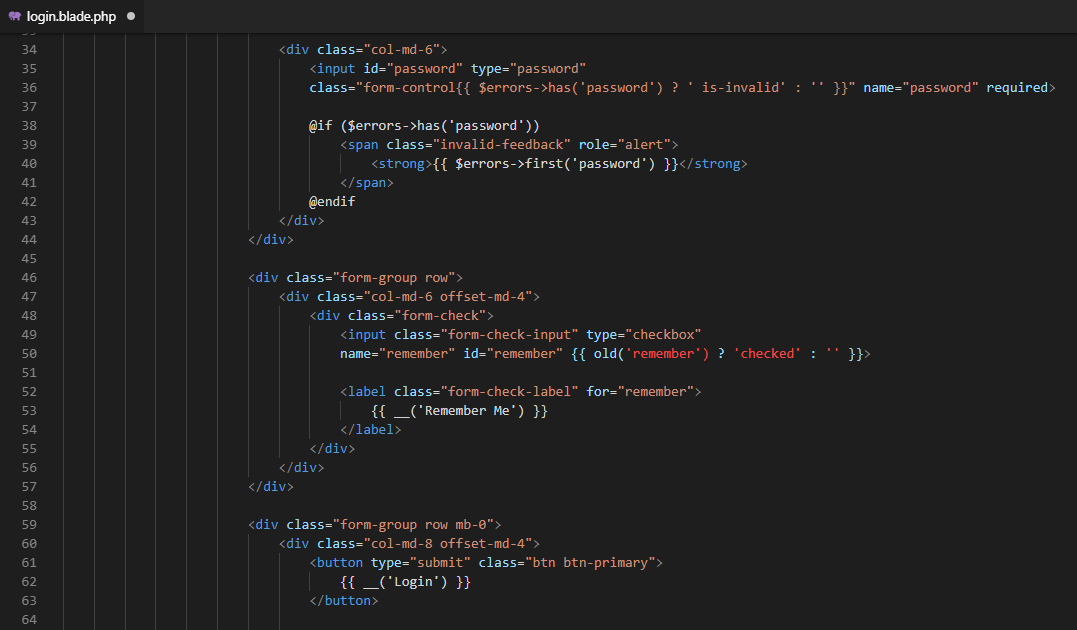 login.blade.php
33
34 <div class="col-md-6">
35 <input id="password" type="password"
36 class="form-control{{ $errors->has('password') ? ' is-invalid' : '' }}" name="password" required>
37
38 @if ($errors->has('password'))
39 <span class="invalid-feedback" role="alert">
40 <strong>{{ $errors->first('password') }}</strong>
41 </span>
42 @endif
43 </div>
44 </div>
45
46 <div class="form-group row">
47 <div class="col-md-6 offset-md-4">
48 <div class="form-check">
49 <input class="form-check-input" type="checkbox"
50 name="remember" id="remember" {{ old('remember') ? 'checked' : '' }}>
51
52 <label class="form-check-label" for="remember">
53 {{ __('Remember Me') }}
54 </label>
55 </div>
56 </div>
57 </div>
58
59 <div class="form-group row mb-0">
60 <div class="col-md-8 offset-md-4">
61 <button type="submit" class="btn btn-primary">
62 {{ __('Login') }}
63 </button>
64